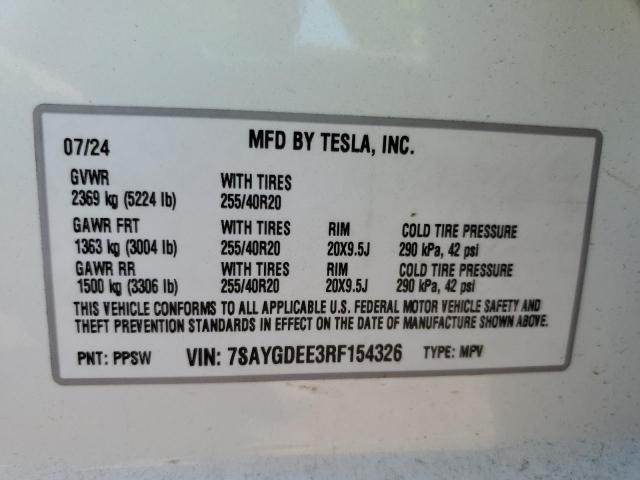 07/24 MFD BY TESLA, INC.
GVWR WITH TIRES
2369 kg (5224 lb) 255/40R20
GAWR FRT WITH TIRES RIM COLD TIRE PRESSURE
1363 kg (3004 lb) 255/40R20 20X9.5J 290 kPa, 42 psi
GAWR RR WITH TIRES RIM COLD TIRE PRESSURE
1500 kg (3306 lb) 255/40R20 20X9.5J 290 kPa, 42 psi
THIS VEHICLE CONFORMS TO ALL APPLICABLE U.S. FEDERAL MOTOR VEHICLE SAFETY AND
THEFT PREVENTION STANDARDS IN EFFECT ON THE DATE OF MANUFACTURE SHOWN ABOVE.
PNT: PPSW VIN: 7SAYGDEE3RF154326 TYPE: MPV